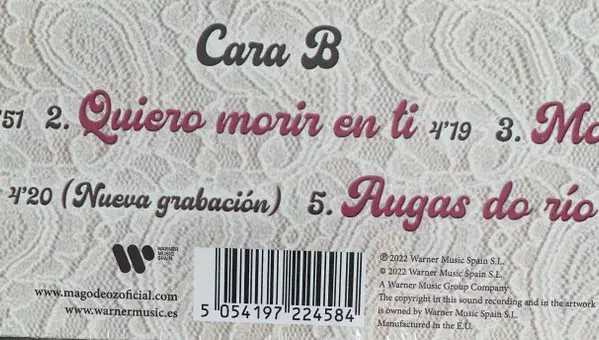 Cara B
'51 2. Quiero morir en ti 4'19 3. Ma
4'20 (Nueva grabación) 5. Augas do río
WARNER
MUSIC
SPAIN
www.magodeozoficial.com
www.warnermusic.es
5 054197 224584
℗ 2022 Warner Music Spain S.L.
© 2022 Warner Music Spain S.L.
A Warner Music Group Company
The copyright in this sound recording and in the artwork
is owned by Warner Music Spain S.L.
Manufactured in the E.U.